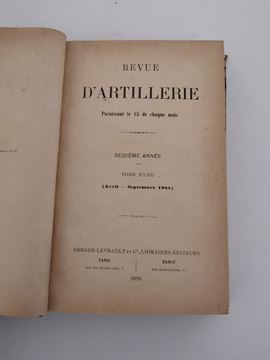 REVUE
D'ARTILLERIE
Paraissant le 15 de chaque mois
SEIZIÈME ANNÉE
TOME XXXII
(Avril — Septembre 1888)
BERGER-LEVRAULT ET Cie, LIBRAIRES-ÉDITEURS
PARIS
NANCY
1888